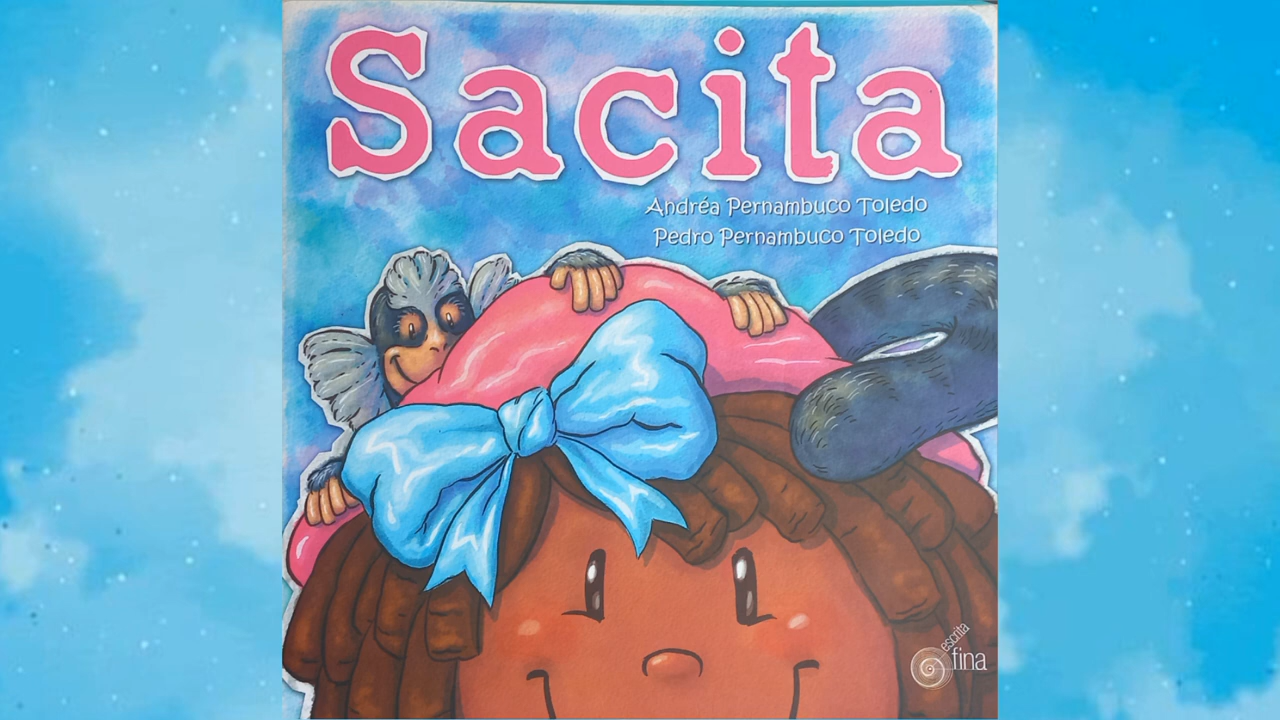 Sacita
Andréa Pernambuco Toledo
Pedro Pernambuco Toledo
escrita
fina